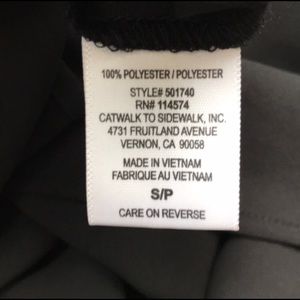 100% POLYESTER / POLYESTER
STYLE# 501740
RN# 114574
CATWALK TO SIDEWALK, INC.
4731 FRUITLAND AVENUE
VERNON, CA 90058
MADE IN VIETNAM
FABRIQUE AU VIETNAM
S/P
CARE ON REVERSE